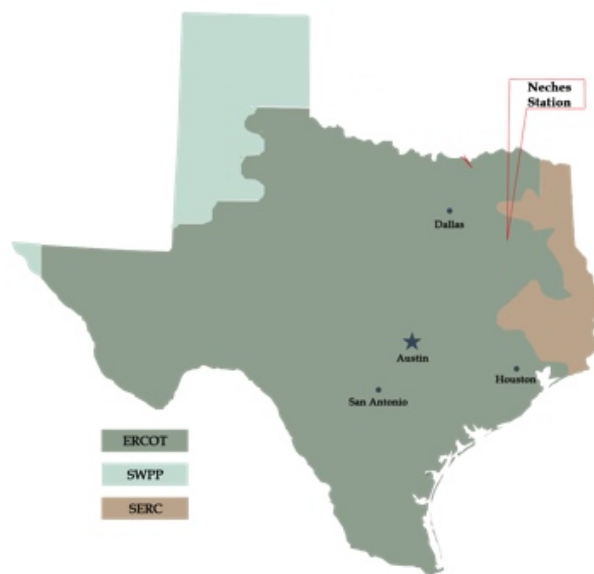 Neches
Station
Dallas
Austin
Houston
San Antonio
ERCOT
SWPP
SERC